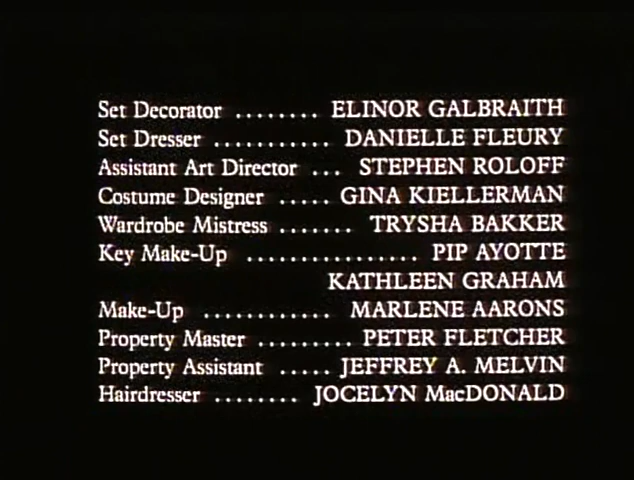 Set Decorator ........ ELINOR GALBRAITH
Set Dresser ........... DANIELLE FLEURY
Assistant Art Director ... STEPHEN ROLOFF
Costume Designer ..... GINA KIELLERMAN
Wardrobe Mistress ....... TRYSHA BAKKER
Key Make-Up ................ PIP AYOTTE
KATHLEEN GRAHAM
Make-Up ............ MARLENE AARONS
Property Master ......... PETER FLETCHER
Property Assistant ..... JEFFREY A. MELVIN
Hairdresser ........ JOCELYN MacDONALD